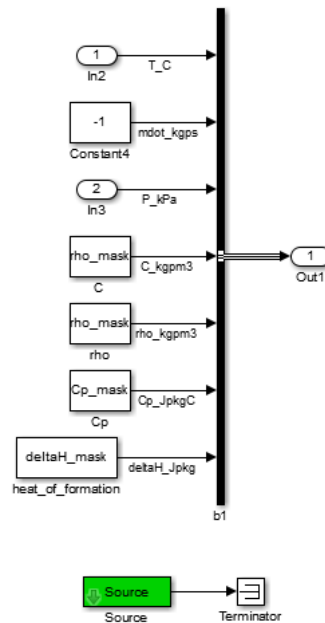 1
In2
T_C
-1
Constant4
mdot_kgps
2
In3
P_kPa
rho_mask
C
C_kgpm3
1
Out1
rho_mask
rho
rho_kgpm3
Cp_mask
Cp
Cp_JpkgC
deltaH_mask
heat_of_formation
deltaH_Jpkg
b1
Source
Source
Terminator